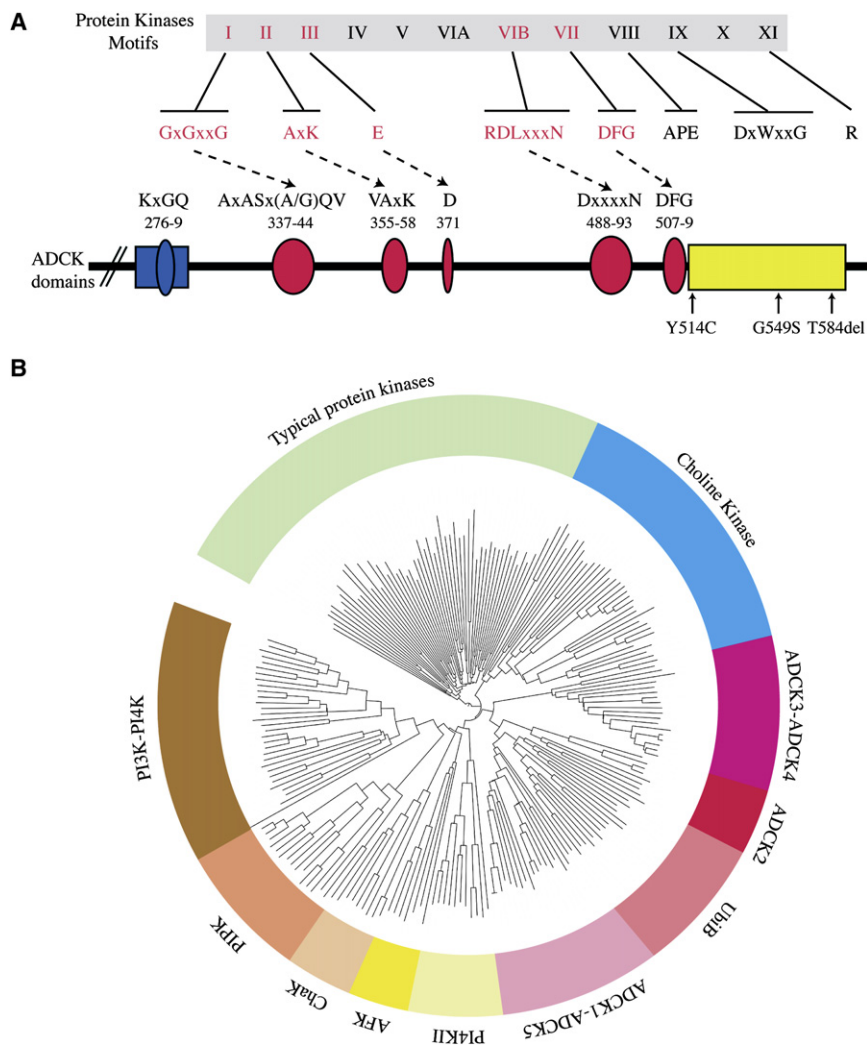 A
Protein Kinases
Motifs
I II III IV V VIA VIB VII VIII IX X XI
GxGxxG AxK E RDLxxxN DFG APE DxWxxG R
KxGQ AxASx(A/G)QV VAxK D DxxxxN DFG
276-9 337-44 355-58 371 488-93 507-9
ADCK
domains
Y514C G549S T584del
B
Typical protein kinases
Choline Kinase
ADCK3-ADCK4
ADCK2
UbiB
ADCK1-ADCK5
PI4KII
AFK
ChaK
PIPK
PI3K-PI4K